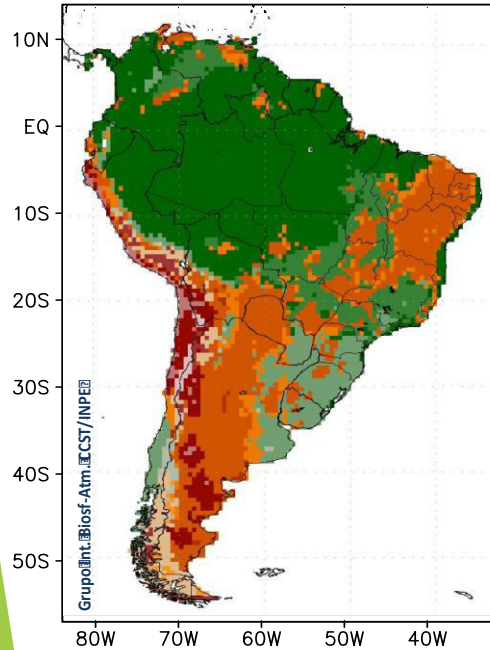 10N
EQ
10S
20S
30S
40S
50S
80W 70W 60W 50W 40W
Grupo⍰Int.⍰Biosf-Atm.⍰CCST/INPE⍰